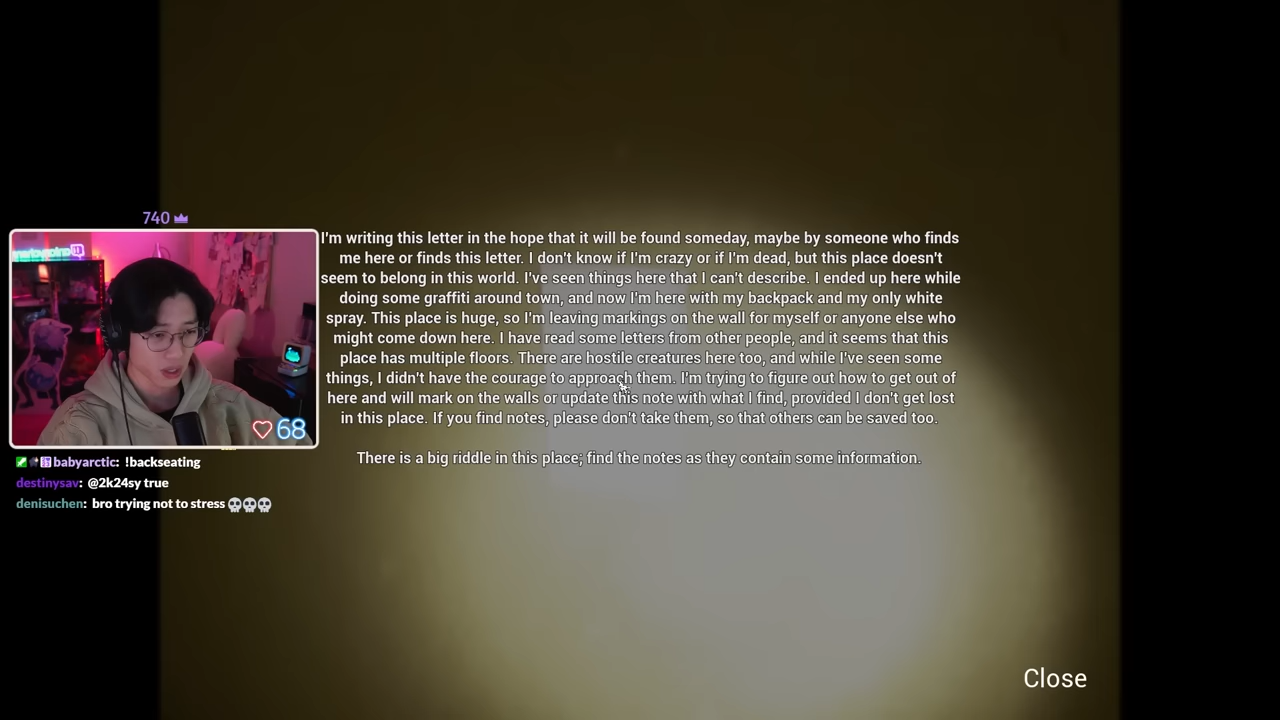 740
I'm writing this letter in the hope that it will be found someday, maybe by someone who finds
me here or finds this letter. I don't know if I'm crazy or if I'm dead, but this place doesn't
seem to belong in this world. I've seen things here that I can't describe. I ended up here while
doing some graffiti around town, and now I'm here with my backpack and my only white
spray. This place is huge, so I'm leaving markings on the wall for myself or anyone else who
might come down here. I have read some letters from other people, and it seems that this
place has multiple floors. There are hostile creatures here too, and while I've seen some
things, I didn't have the courage to approach them. I'm trying to figure out how to get out of
here and will mark on the walls or update this note with what I find, provided I don't get lost
in this place. If you find notes, please don't take them, so that others can be saved too.
There is a big riddle in this place; find the notes as they contain some information.
68
babyarctic: !backseating
destinysav: @2k24sy true
denisuchen: bro trying not to stress 💀💀💀
Close